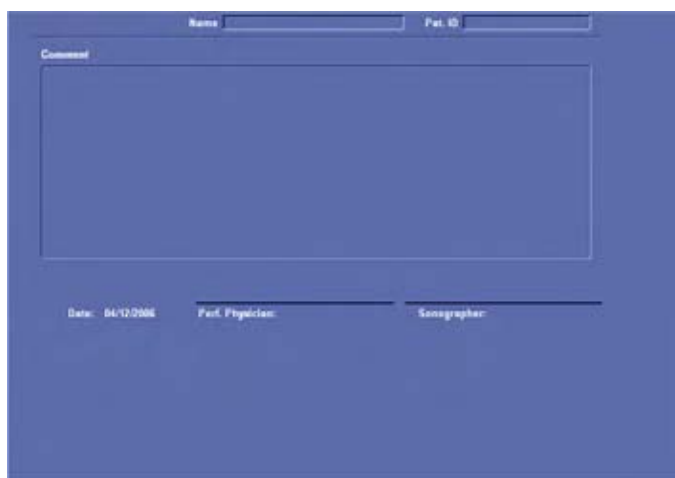 Name Pat. ID
Comment
Date: 04/12/2006 Perf. Physician: Sonographer: